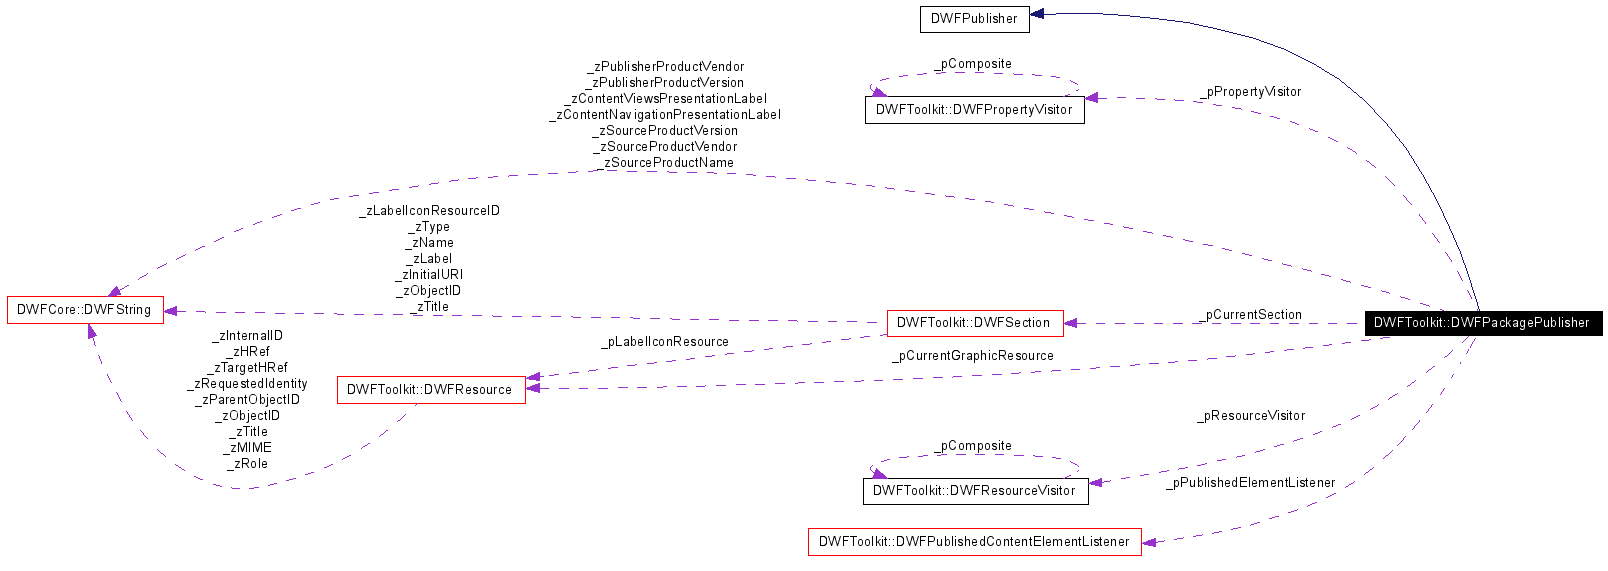 DWFPublisher
_pComposite
_pPropertyVisitor
DWFToolkit::DWFPropertyVisitor
_zPublisherProductVendor
_zPublisherProductVersion
_zContentViewsPresentationLabel
_zContentNavigationPresentationLabel
_zSourceProductVersion
_zSourceProductVendor
_zSourceProductName
_zLabelIconResourceID
_zType
_zName
_zLabel
_zInitialURI
_zObjectID
_zTitle
DWFCore::DWFString
DWFToolkit::DWFSection
_pCurrentSection
DWFToolkit::DWFPackagePublisher
_zInternalID
_zHRef
_zTargetHRef
_zRequestedIdentity
_zParentObjectID
_zObjectID
_zTitle
_zMIME
_zRole
_pLabelIconResource
_pCurrentGraphicResource
DWFToolkit::DWFResource
_pResourceVisitor
_pComposite
DWFToolkit::DWFResourceVisitor
_pPublishedElementListener
DWFToolkit::DWFPublishedContentElementListener